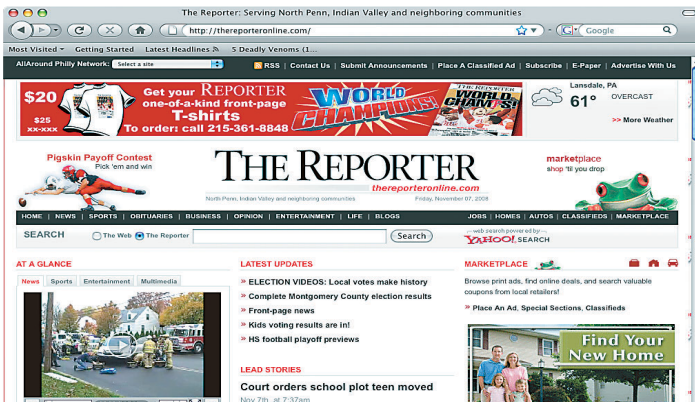 The Reporter: Serving North Penn, Indian Valley and neighboring communities
http://thereporteronline.com/
Google
Most Visited Getting Started Latest Headlines 5 Deadly Venoms (1...
AllAround Philly Network: Select a site
RSS | Contact Us | Submit Announcements | Place A Classified Ad | Subscribe | E-Paper | Advertise With Us
$20
$25
xx-xxx
Get your REPORTER
one-of-a-kind front-page
T-shirts
To order: call 215-361-8848
WORLD
CHAMPIONS!
WORLD
CHAMPS!
Lansdale, PA
61° OVERCAST
>> More Weather
Pigskin Payoff Contest
Pick 'em and win
THE REPORTER
thereporteronline.com
North Penn, Indian Valley and neighboring communities
Friday, November 07, 2008
marketplace
shop 'til you drop
HOME | NEWS | SPORTS | OBITUARIES | BUSINESS | OPINION | ENTERTAINMENT | LIFE | BLOGS
JOBS | HOMES | AUTOS | CLASSIFIEDS | MARKETPLACE
SEARCH The Web The Reporter Search
web search powered by
YAHOO! SEARCH
AT A GLANCE
News Sports Entertainment Multimedia
LATEST UPDATES
» ELECTION VIDEOS: Local votes make history
» Complete Montgomery County election results
» Front-page news
» Kids voting results are in!
» HS football playoff previews
LEAD STORIES
Court orders school plot teen moved
Nov 7th, at 7:37am
MARKETPLACE
Browse print ads, find online deals, and search valuable
coupons from local retailers!
» Place An Ad, Special Sections, Classifieds
Find Your
New Home